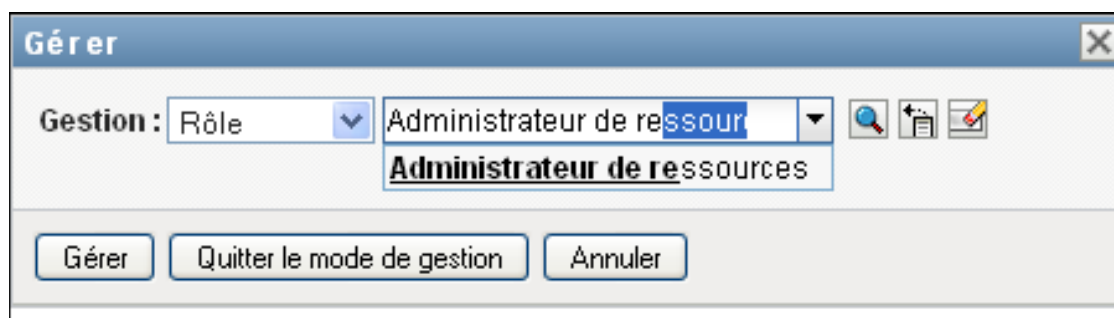 Gérer
Gestion : Rôle Administrateur de ressour
Administrateur de ressources
Gérer Quitter le mode de gestion Annuler